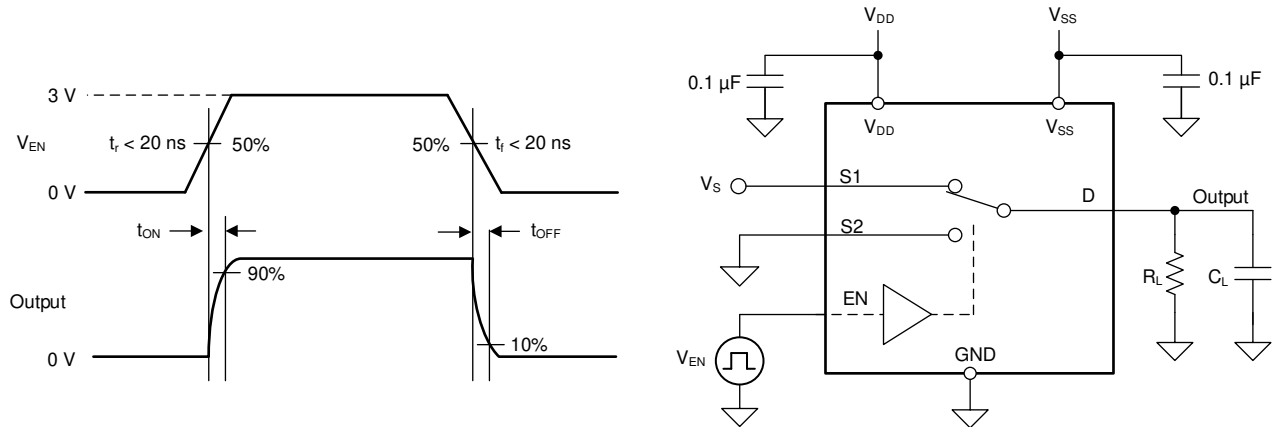 3 V
V_EN
t_r < 20 ns
50%
50%
t_f < 20 ns
0 V
t_ON
t_OFF
90%
Output
10%
0 V
V_DD
V_SS
0.1 µF
0.1 µF
V_DD
V_SS
V_S
S1
D
Output
S2
R_L
C_L
EN
V_EN
GND